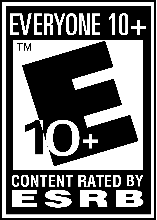 EVERYONE 10+
TM
E
10+
CONTENT RATED BY
ESRB